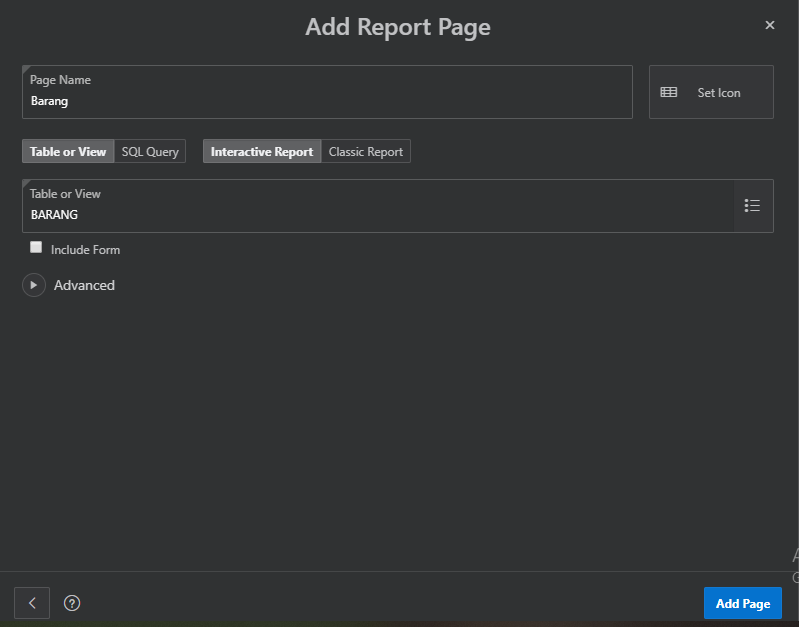 Add Report Page
Page Name
Barang
Set Icon
Table or View
SQL Query
Interactive Report
Classic Report
Table or View
BARANG
Include Form
Advanced
Add Page